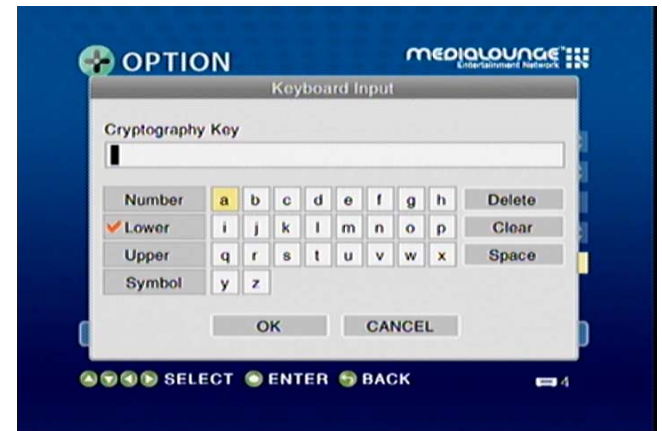 OPTION
MEDIALOUNGE
Entertainment Network
Keyboard Input
Cryptography Key
Number a b c d e f g h Delete
Lower i j k l m n o p Clear
Upper q r s t u v w x Space
Symbol y z
OK CANCEL
SELECT ENTER BACK 4